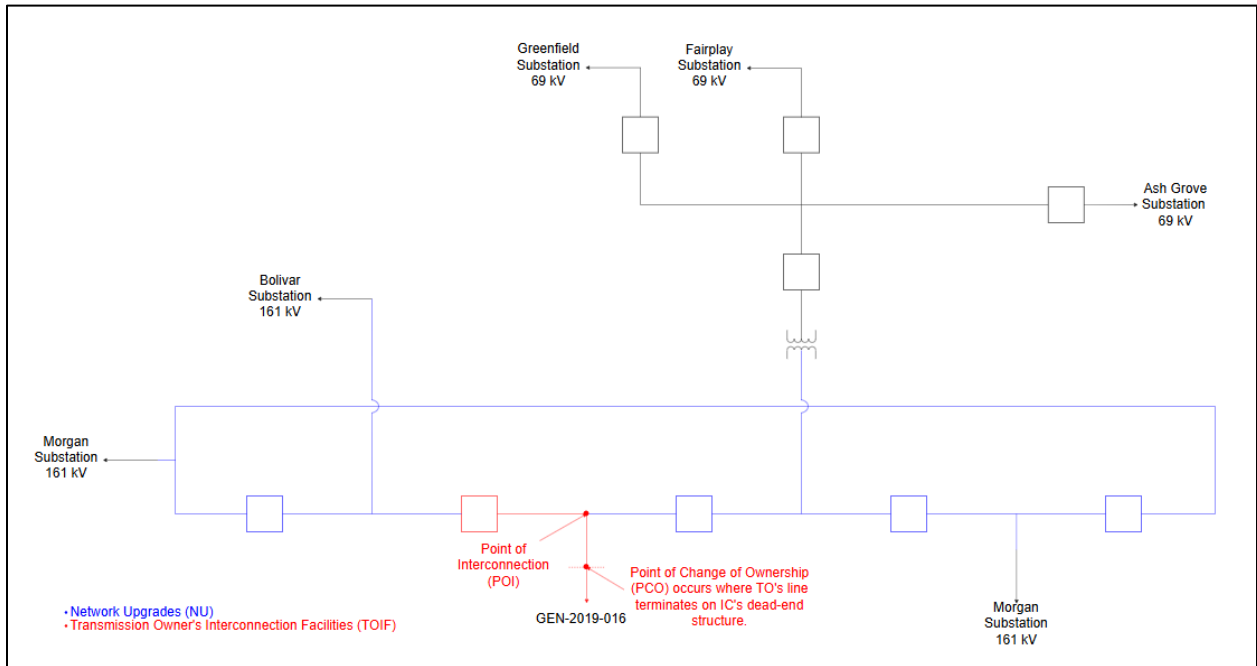 Greenfield
Substation
69 kV
Fairplay
Substation
69 kV
Ash Grove
Substation
69 kV
Bolivar
Substation
161 kV
Morgan
Substation
161 kV
Point of
Interconnection
(POI)
Point of Change of Ownership
(PCO) occurs where TO's line
terminates on IC's dead-end
structure.
GEN-2019-016
Morgan
Substation
161 kV
• Network Upgrades (NU)
• Transmission Owner's Interconnection Facilities (TOIF)